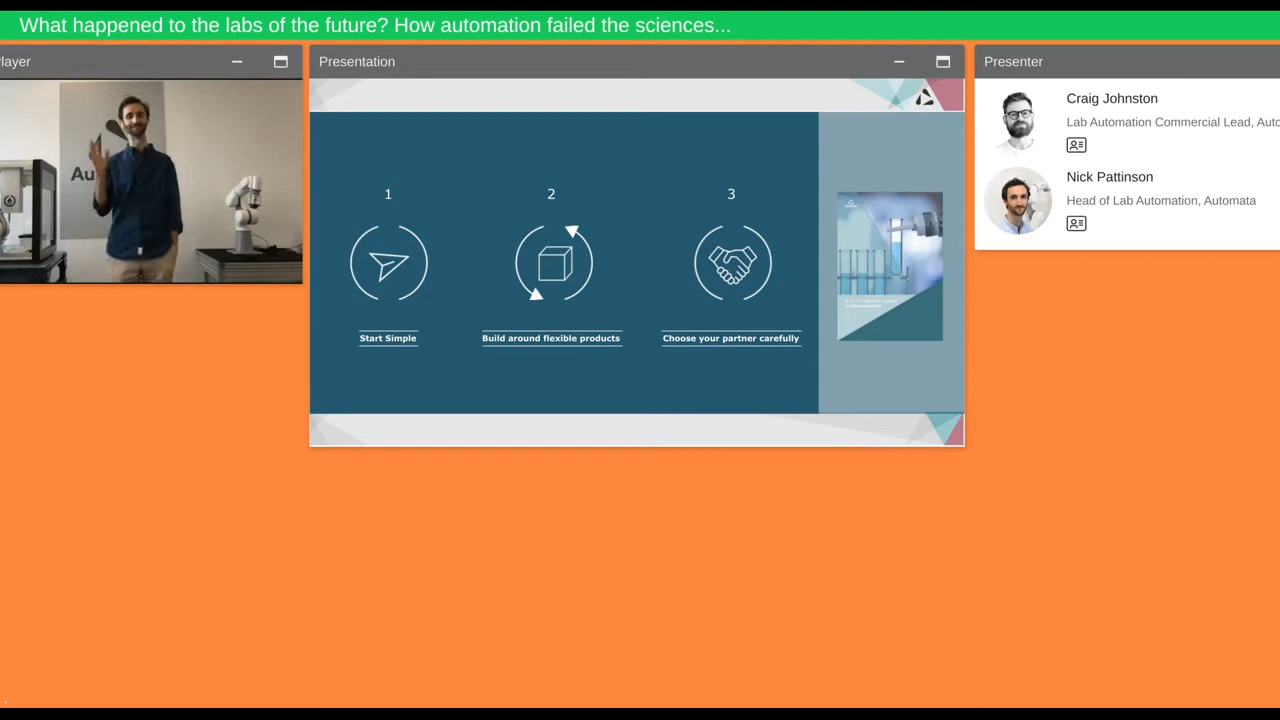 What happened to the labs of the future? How automation failed the sciences...
layer
Presentation
Presenter
Au
1
2
3
Start Simple
Build around flexible products
Choose your partner carefully
Craig Johnston
Lab Automation Commercial Lead, Auto
Nick Pattinson
Head of Lab Automation, Automata